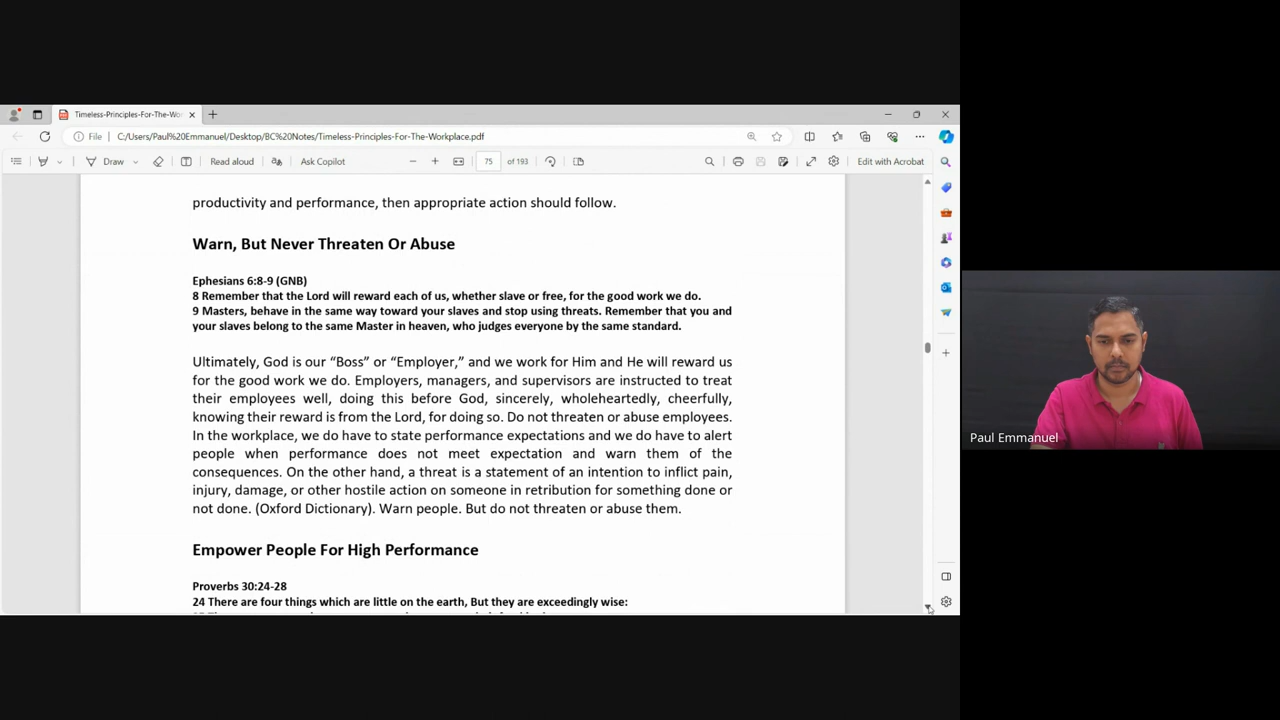 Timeless-Principles-For-The-Wor
File
C:/Users/Paul%20Emmanuel/Desktop/BC%20Notes/Timeless-Principles-For-The-Workplace.pdf
Draw
Read aloud
Ask Copilot
75
of 193
Edit with Acrobat
productivity and performance, then appropriate action should follow.
Warn, But Never Threaten Or Abuse
Ephesians 6:8-9 (GNB)
8 Remember that the Lord will reward each of us, whether slave or free, for the good work we do.
9 Masters, behave in the same way toward your slaves and stop using threats. Remember that you and
your slaves belong to the same Master in heaven, who judges everyone by the same standard.
Ultimately, God is our “Boss” or “Employer,” and we work for Him and He will reward us
for the good work we do. Employers, managers, and supervisors are instructed to treat
their employees well, doing this before God, sincerely, wholeheartedly, cheerfully,
knowing their reward is from the Lord, for doing so. Do not threaten or abuse employees.
In the workplace, we do have to state performance expectations and we do have to alert
people when performance does not meet expectation and warn them of the
consequences. On the other hand, a threat is a statement of an intention to inflict pain,
injury, damage, or other hostile action on someone in retribution for something done or
not done. (Oxford Dictionary). Warn people. But do not threaten or abuse them.
Empower People For High Performance
Proverbs 30:24-28
24 There are four things which are little on the earth, But they are exceedingly wise:
Paul Emmanuel